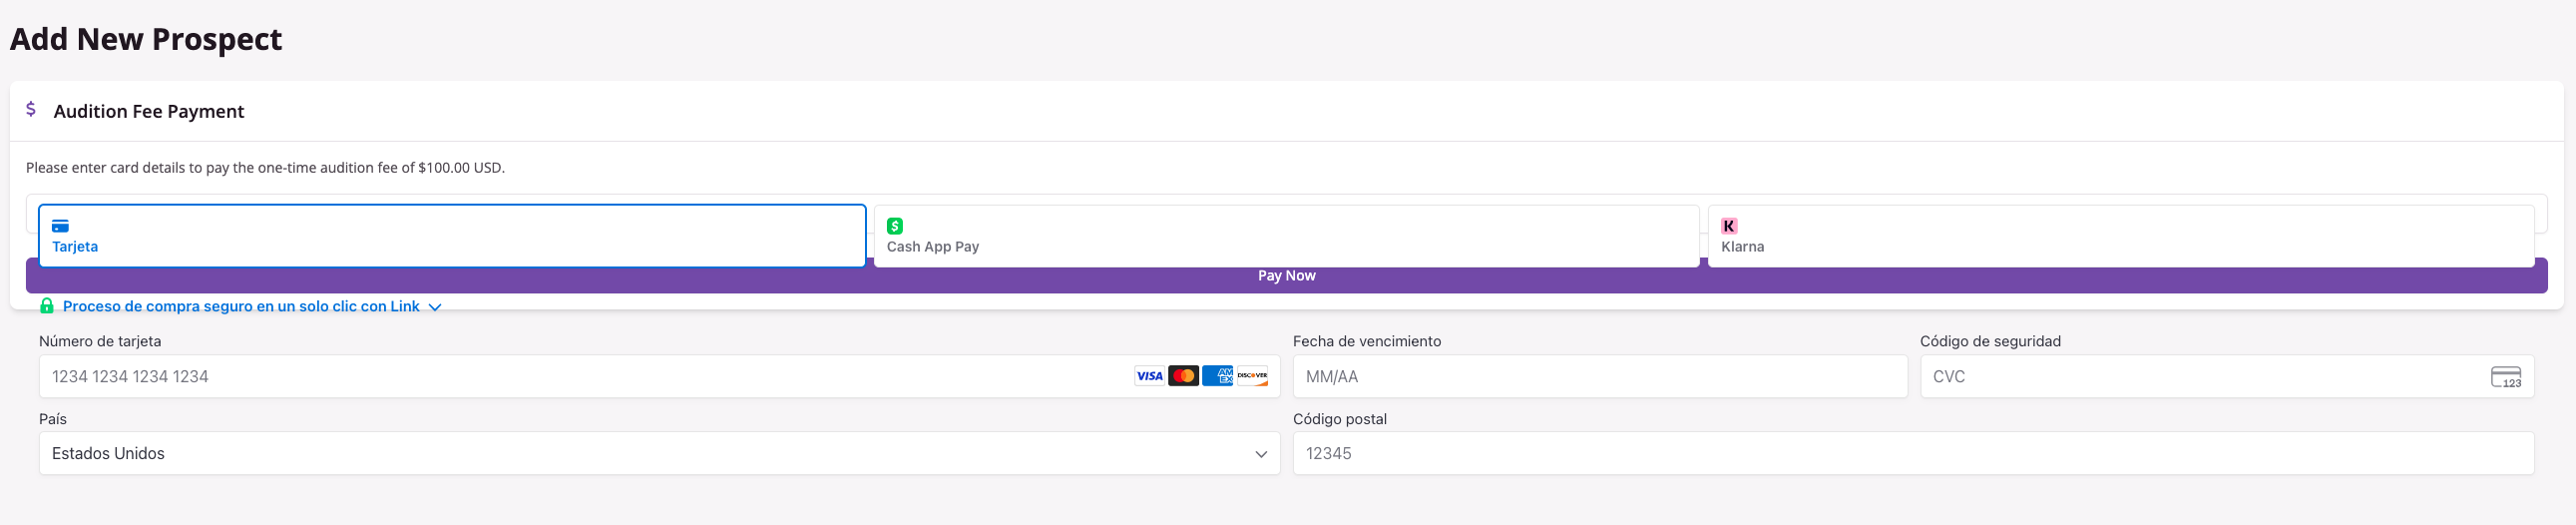 Add New Prospect
$ Audition Fee Payment
Please enter card details to pay the one-time audition fee of $100.00 USD.
Tarjeta
$ Cash App Pay
K Klarna
Pay Now
Proceso de compra seguro en un solo clic con Link
Número de tarjeta
1234 1234 1234 1234
VISA AMEX DISCOVER
Fecha de vencimiento
MM/AA
Código de seguridad
CVC
123
País
Estados Unidos
Código postal
12345